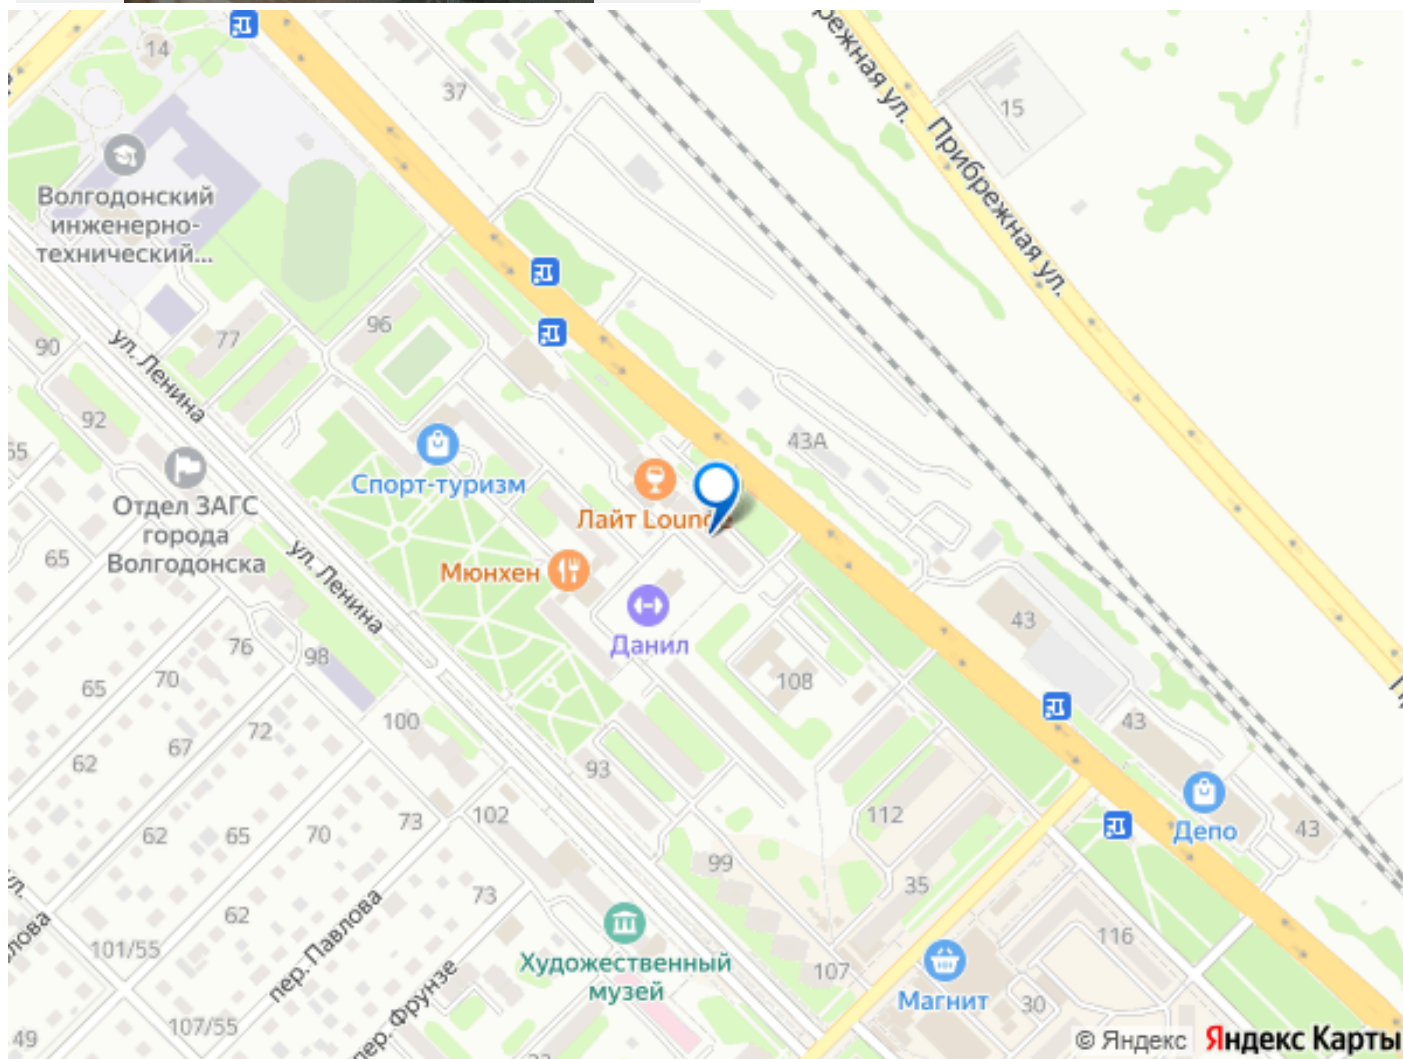 14
37
15
бережная ул.
Прибрежная ул.
Волгодонский
инженерно-
технический...
96
77
90
ул. Ленина
92
43А
55
Спорт-туризм
Лайт Lounge
Отдел ЗАГС
города
Волгодонска
65
ул. Ленина
Мюнхен
Данил
43
76
98
108
65
70
100
72
43
67
62
93
102
73
112
Депо
43
62
65
70
99
35
ул.
73
62
пер. Павлова
101/55
116
Художественный
музей
пер. Фрунзе
107
Магнит
30
107/55
49
© Яндекс
Яндекс Карты